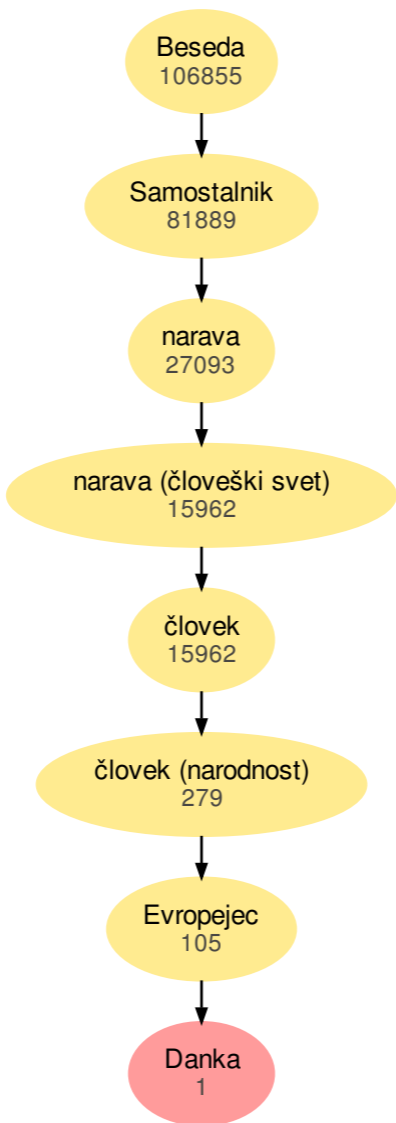 Beseda
106855
Samostalnik
81889
narava
27093
narava (človeški svet)
15962
človek
15962
človek (narodnost)
279
Evropejec
105
Danka
1